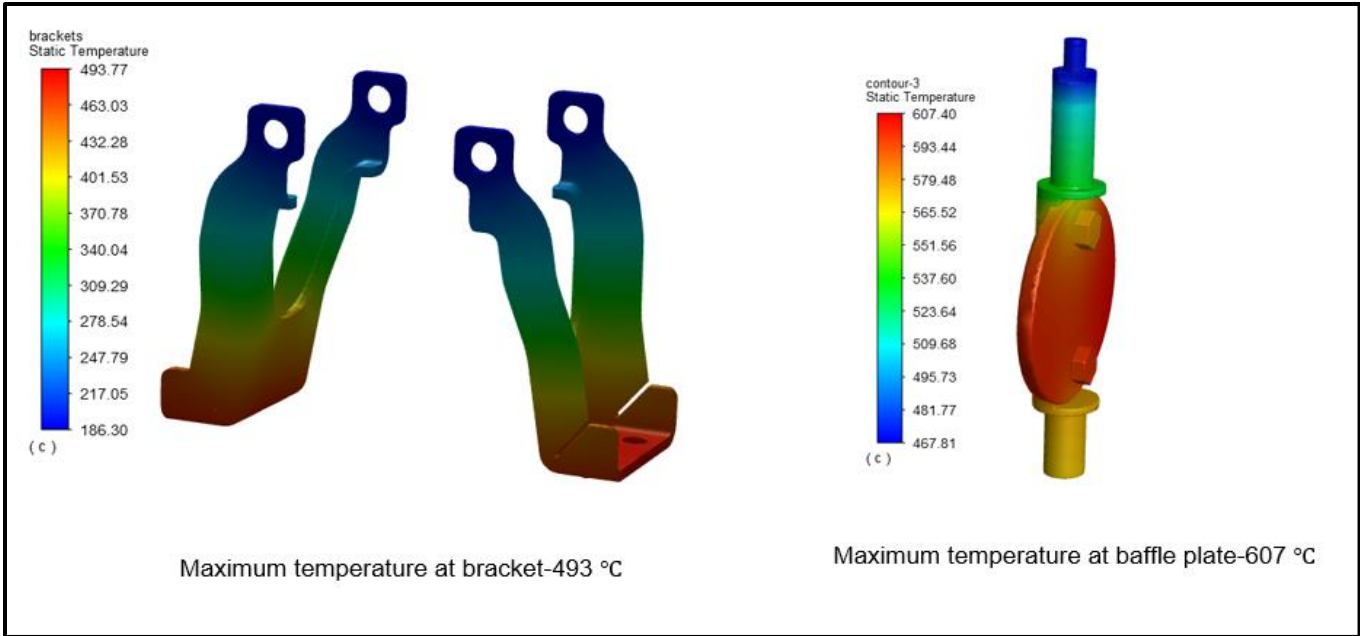 brackets
Static Temperature
493.77
463.03
432.28
401.53
370.78
340.04
309.29
278.54
247.79
217.05
186.30
( c )
Maximum temperature at bracket-493 °C
contour-3
Static Temperature
607.40
593.44
579.48
565.52
551.56
537.60
523.64
509.68
495.73
481.77
467.81
( c )
Maximum temperature at baffle plate-607 °C